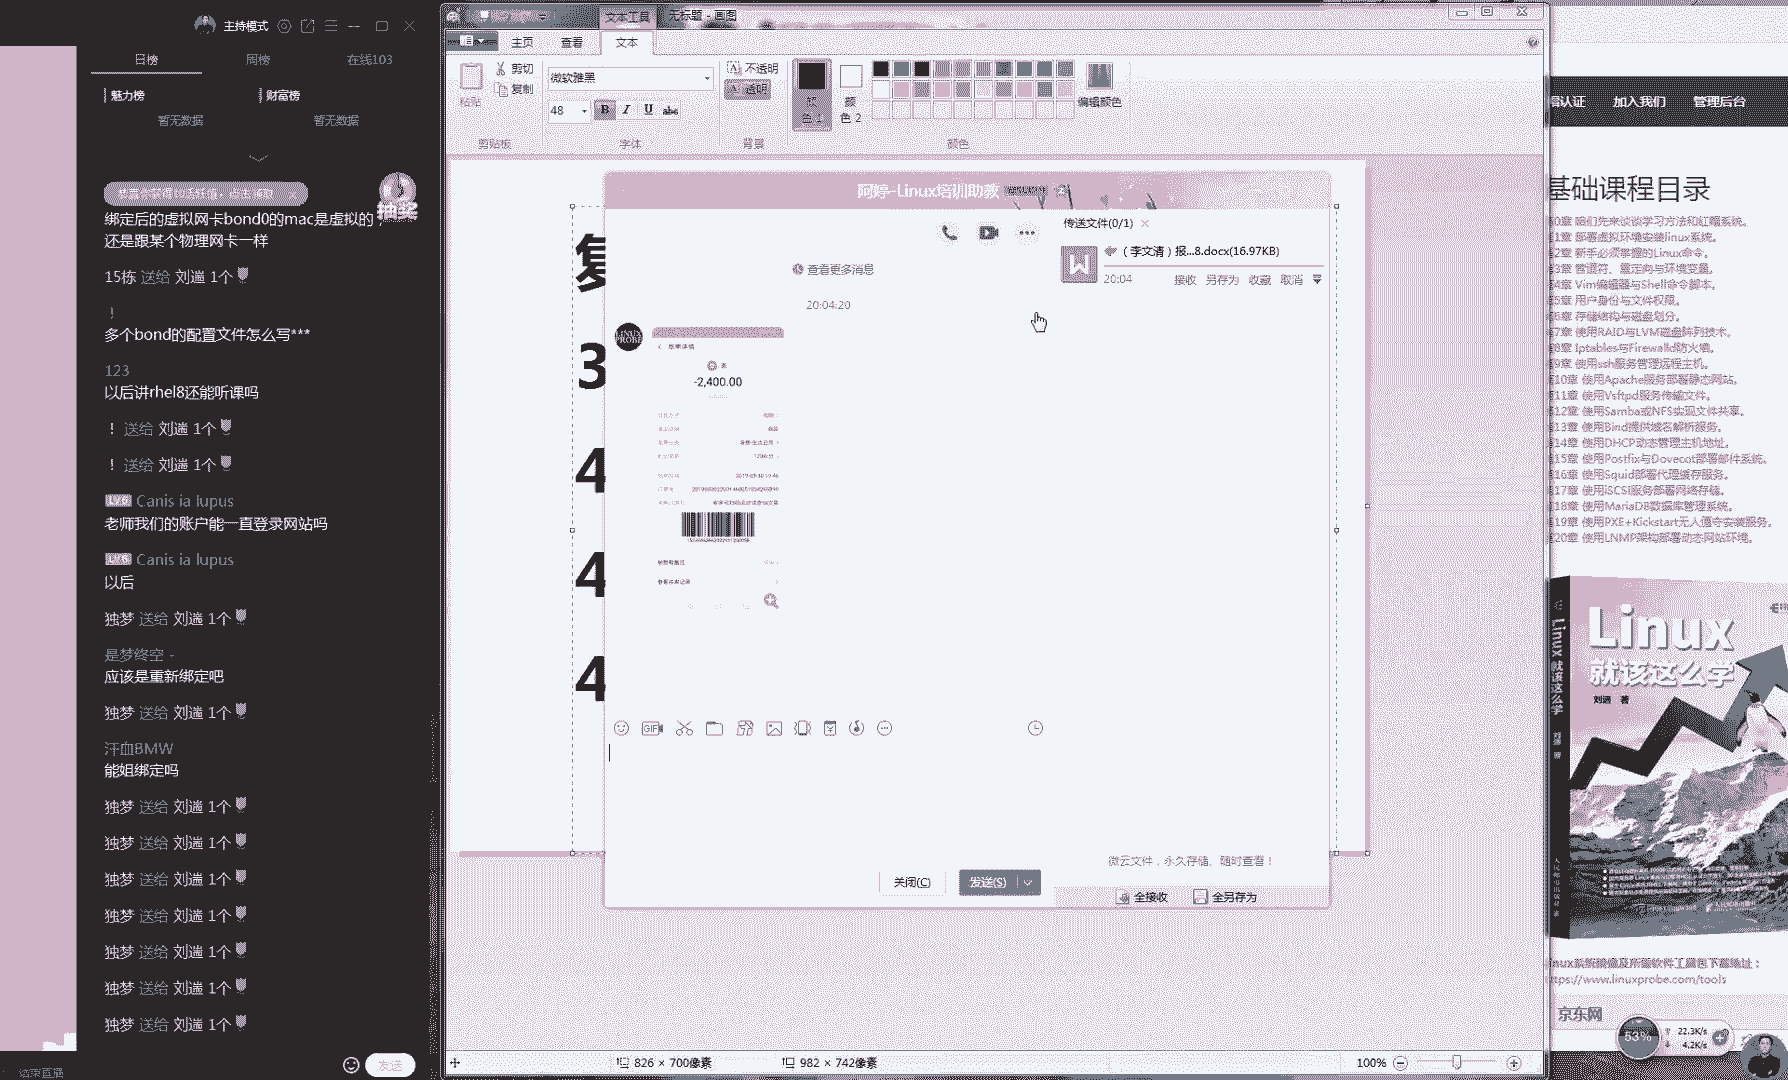 主持模式
日榜 周榜 在线103
魅力榜 财富榜
暂无数据 暂无数据
抽奖
绑定后的虚拟网卡bond0的mac是虚拟的，
还是跟某个物理网卡一样
15栋 送给 刘遄 1个
！
多个bond的配置文件怎么写***
123
以后讲rhel8还能听课吗
！ 送给 刘遄 1个
！ 送给 刘遄 1个
LV.6 Canis ia lupus
老师我们的账户能一直登录网站吗
LV.6 Canis ia lupus
以后
独梦 送给 刘遄 1个
是梦终空 -
应该是重新绑定吧
独梦 送给 刘遄 1个
汗血BMW
能姐绑定吗
独梦 送给 刘遄 1个
独梦 送给 刘遄 1个
独梦 送给 刘遄 1个
独梦 送给 刘遄 1个
独梦 送给 刘遄 1个
独梦 送给 刘遄 1个
独梦 送给 刘遄 1个
发送
结束直播
文本工具 无标题 - 画图
主页 查看 文本
粘贴 剪切
复制
剪贴板
微软雅黑
48 B I U abc
字体
不透明
透明
背景
颜色 1
颜色 2
编辑颜色
颜色
复
3
4
4
4
阿婷-Linux培训助教
查看更多消息
20:04:20
LINUX
PROBE
-2,400.00
传送文件(0/1)
（李文清）报...8.docx(16.97KB)
20:04 接收 另存为 收藏 取消
GIF
微云文件，永久存储、随时查看！
关闭(C) 发送(S)
全接收 全另存为
826 × 700像素 982 × 742像素 100%
认证 加入我们 管理后台
基础课程目录
0章 咱们先来谈谈学习方法和红帽系统。
1章 部署虚拟环境安装linux系统。
2章 新手必须掌握的Linux命令。
3章 管道符、重定向与环境变量。
4章 Vim编辑器与Shell命令脚本。
5章 用户身份与文件权限。
6章 存储结构与磁盘划分。
7章 使用RAID与LVM磁盘阵列技术。
8章 Iptables与Firewalld防火墙。
9章 使用ssh服务管理远程主机。
10章 使用Apache服务部署静态网站。
11章 使用Vsftpd服务传输文件。
12章 使用Samba或NFS实现文件共享。
13章 使用Bind提供域名解析服务。
14章 使用DHCP动态管理主机地址。
15章 使用Postfix与Dovecot部署邮件系统。
16章 使用Squid部署代理缓存服务。
17章 使用iSCSI服务部署网络存储。
18章 使用MariaDB数据库管理系统。
19章 使用PXE+Kickstart无人值守安装服务。
20章 使用LNMP架构部署动态网站环境。
Linux
就该这么学
刘遄 著
Linux 就该这么学
inux系统镜像及所需软件工具包下载地址：
https://www.linuxprobe.com/tools
京东网
53%
22.3K/s
4.2K/s